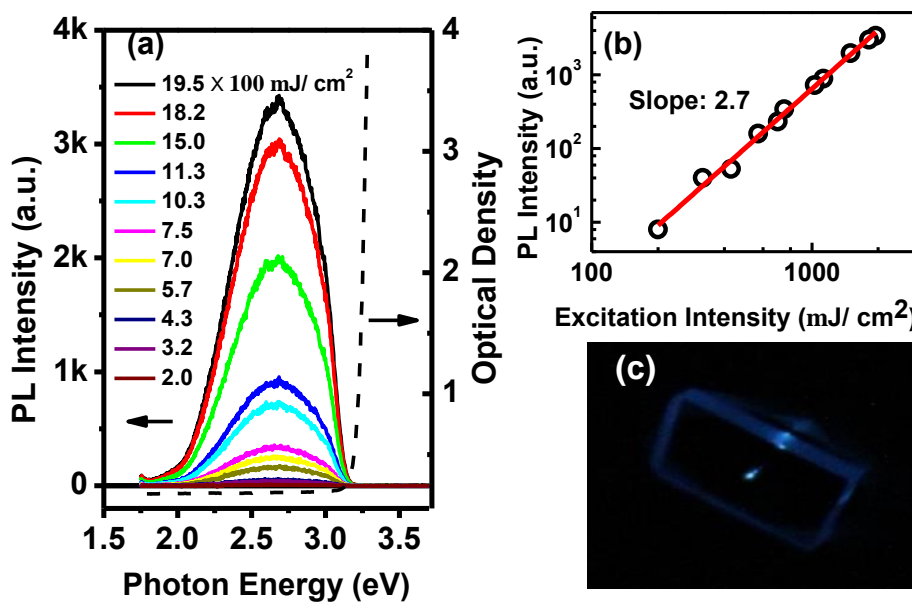 (a)
4k
3k
2k
1k
0
PL Intensity (a.u.)
19.5 × 100 mJ/ cm²
18.2
15.0
11.3
10.3
7.5
7.0
5.7
4.3
3.2
2.0
4
3
2
1
Optical Density
1.5 2.0 2.5 3.0 3.5
Photon Energy (eV)
(b)
10³
10²
10¹
PL Intensity (a.u.)
Slope: 2.7
100 1000
Excitation Intensity (mJ/ cm²)
(c)